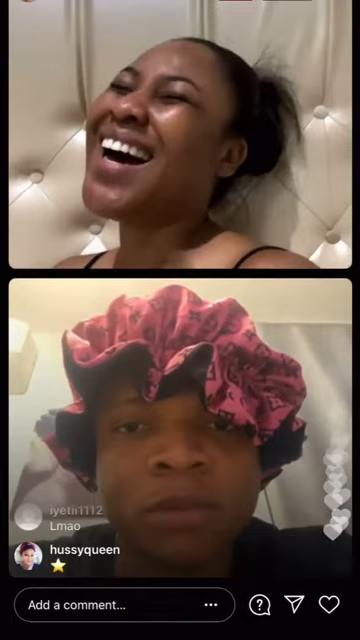 iyetii1112
Lmao
hussyqueen
⭐
Add a comment...